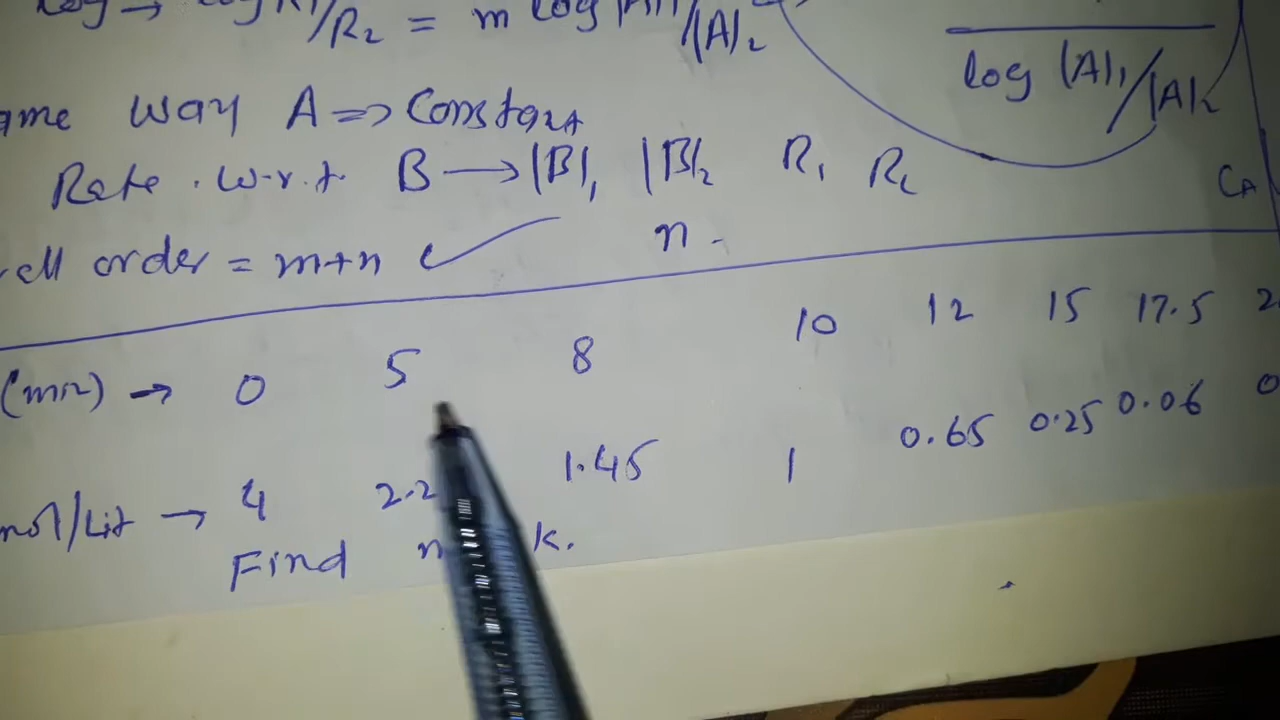 R₁/R₂ = m log |A|₁/|A|₂
log |A|₁/|A|₂
way A => Constant
Rate w.r.t B → |B|₁ |B|₂ R₁ R₂
n.
order = m+n
CA
(min) → 0 5 8 10 12 15 17.5
mol/Lit → 4 2.2 1.45 1 0.65 0.25 0.06
Find n k.